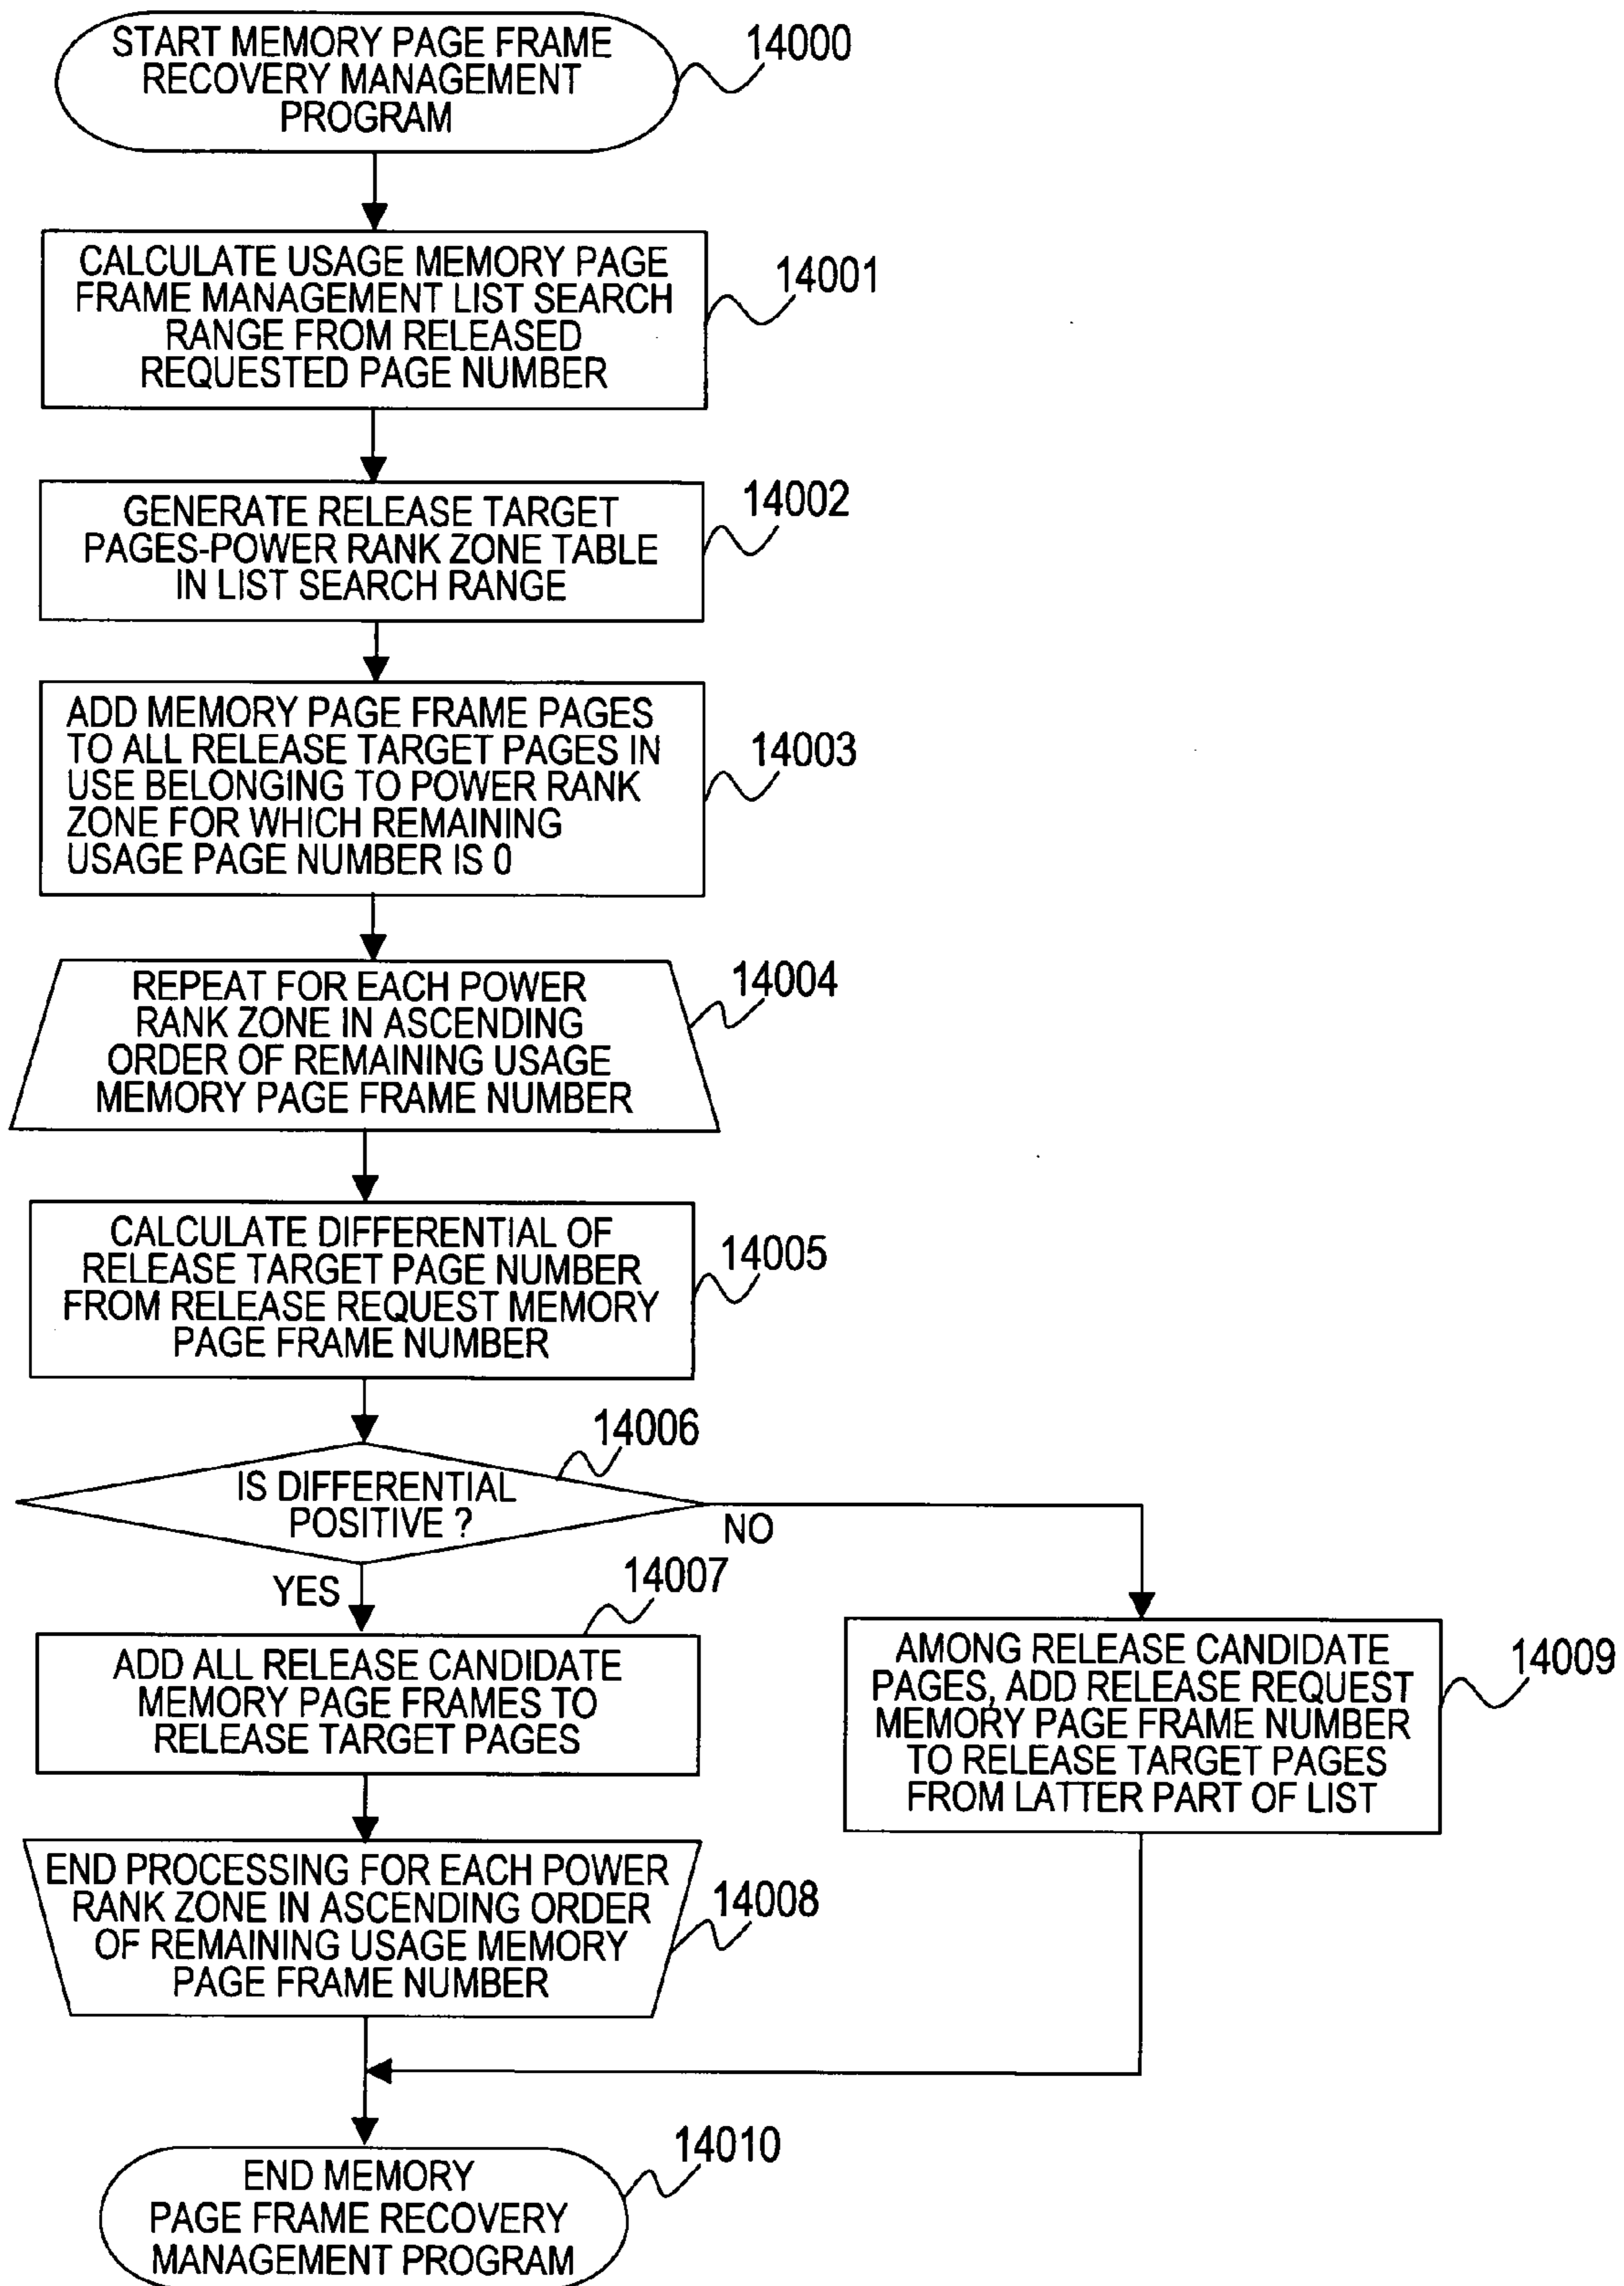 START MEMORY PAGE FRAME
RECOVERY MANAGEMENT
PROGRAM
14000
CALCULATE USAGE MEMORY PAGE
FRAME MANAGEMENT LIST SEARCH
RANGE FROM RELEASED
REQUESTED PAGE NUMBER
14001
GENERATE RELEASE TARGET
PAGES-POWER RANK ZONE TABLE
IN LIST SEARCH RANGE
14002
ADD MEMORY PAGE FRAME PAGES
TO ALL RELEASE TARGET PAGES IN
USE BELONGING TO POWER RANK
ZONE FOR WHICH REMAINING
USAGE PAGE NUMBER IS 0
14003
REPEAT FOR EACH POWER
RANK ZONE IN ASCENDING
ORDER OF REMAINING USAGE
MEMORY PAGE FRAME NUMBER
14004
CALCULATE DIFFERENTIAL OF
RELEASE TARGET PAGE NUMBER
FROM RELEASE REQUEST MEMORY
PAGE FRAME NUMBER
14005
IS DIFFERENTIAL
POSITIVE ?
14006
NO
YES
14007
ADD ALL RELEASE CANDIDATE
MEMORY PAGE FRAMES TO
RELEASE TARGET PAGES
AMONG RELEASE CANDIDATE
PAGES, ADD RELEASE REQUEST
MEMORY PAGE FRAME NUMBER
TO RELEASE TARGET PAGES
FROM LATTER PART OF LIST
14009
END PROCESSING FOR EACH POWER
RANK ZONE IN ASCENDING ORDER
OF REMAINING USAGE MEMORY
PAGE FRAME NUMBER
14008
END MEMORY
PAGE FRAME RECOVERY
MANAGEMENT PROGRAM
14010